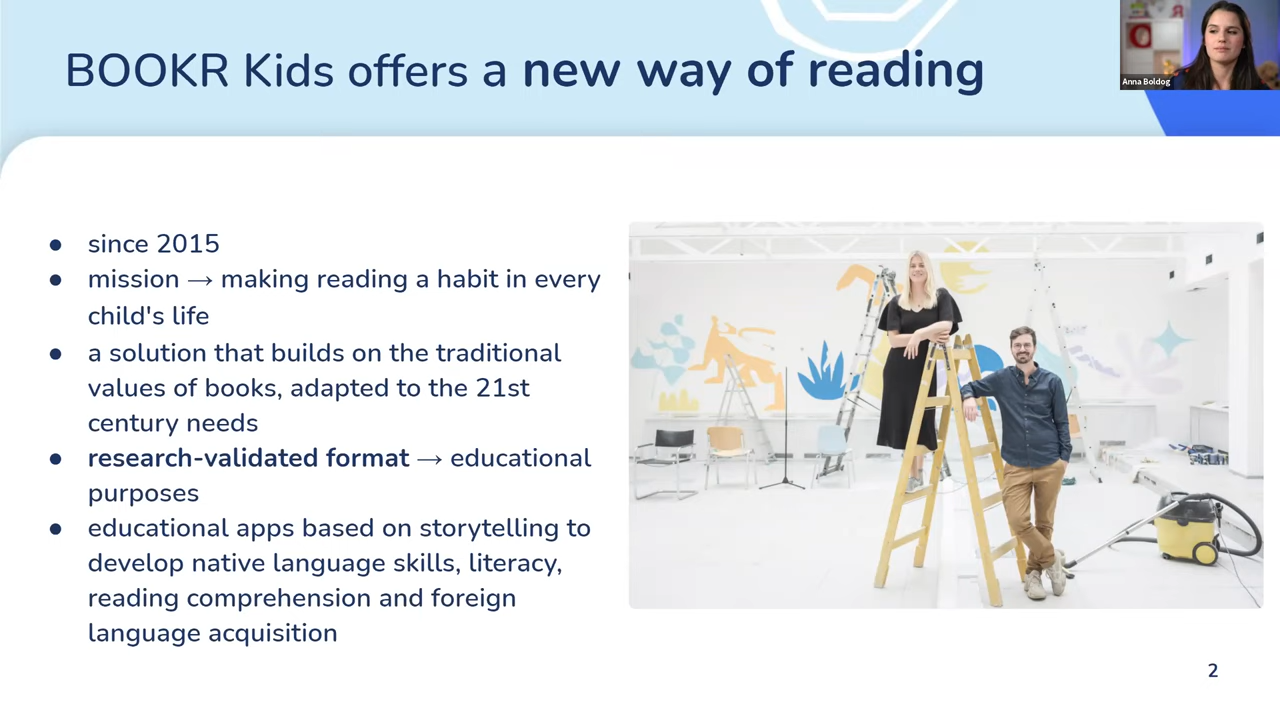 BOOKR Kids offers a new way of reading
Anna Boldog
● since 2015
● mission → making reading a habit in every
child's life
● a solution that builds on the traditional
values of books, adapted to the 21st
century needs
● research-validated format → educational
purposes
● educational apps based on storytelling to
develop native language skills, literacy,
reading comprehension and foreign
language acquisition
2